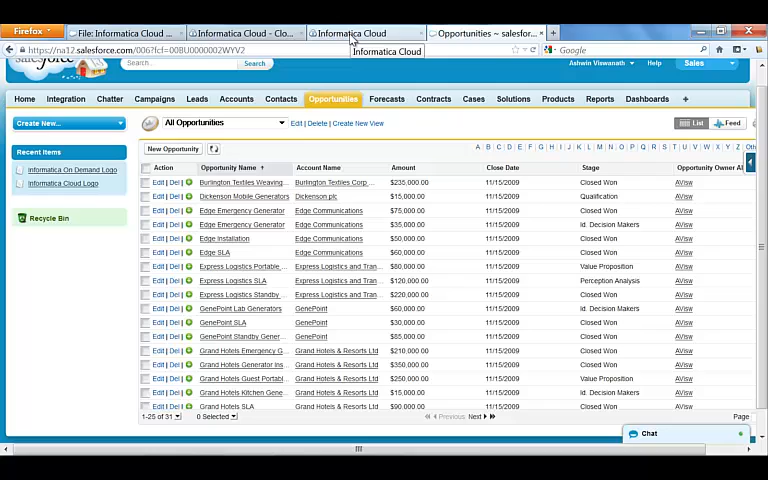 Firefox
File: Informatica Cloud ...
Informatica Cloud - Clo...
Informatica Cloud
Opportunities ~ salesfor...
https://na12.salesforce.com/006?fcf=00BU0000002WYV2
Google
Informatica Cloud
salesforce
Search...
Search
Ashwin Viswanath
Help
Sales
Home Integration Chatter Campaigns Leads Accounts Contacts Opportunities Forecasts Contracts Cases Solutions Products Reports Dashboards +
Create New...
All Opportunities
Edit | Delete | Create New View
List
Feed
Recent Items
Informatica On Demand Logo
Informatica Cloud Logo
Recycle Bin
New Opportunity
A B C D E F G H I J K L M N O P Q R S T U V W X Y Z Oth
Action Opportunity Name Account Name Amount Close Date Stage Opportunity Owner Al
Edit | Del | Burlington Textiles Weaving... Burlington Textiles Corp ... $235,000.00 11/15/2009 Closed Won AVisw
Edit | Del | Dickenson Mobile Generators Dickenson plc $15,000.00 11/15/2009 Qualification AVisw
Edit | Del | Edge Emergency Generator Edge Communications $75,000.00 11/15/2009 Closed Won AVisw
Edit | Del | Edge Emergency Generator Edge Communications $35,000.00 11/15/2009 Id. Decision Makers AVisw
Edit | Del | Edge Installation Edge Communications $50,000.00 11/15/2009 Closed Won AVisw
Edit | Del | Edge SLA Edge Communications $60,000.00 11/15/2009 Closed Won AVisw
Edit | Del | Express Logistics Portable ... Express Logistics and Tran... $80,000.00 11/15/2009 Value Proposition AVisw
Edit | Del | Express Logistics SLA Express Logistics and Tran... $120,000.00 11/15/2009 Perception Analysis AVisw
Edit | Del | Express Logistics Standby ... Express Logistics and Tran... $220,000.00 11/15/2009 Closed Won AVisw
Edit | Del | GenePoint Lab Generators GenePoint $60,000.00 11/15/2009 Id. Decision Makers AVisw
Edit | Del | GenePoint SLA GenePoint $30,000.00 11/15/2009 Closed Won AVisw
Edit | Del | GenePoint Standby Gener... GenePoint $85,000.00 11/15/2009 Closed Won AVisw
Edit | Del | Grand Hotels Emergency G... Grand Hotels & Resorts Ltd $210,000.00 11/15/2009 Closed Won AVisw
Edit | Del | Grand Hotels Generator Ins... Grand Hotels & Resorts Ltd $350,000.00 11/15/2009 Closed Won AVisw
Edit | Del | Grand Hotels Guest Portabl... Grand Hotels & Resorts Ltd $250,000.00 11/15/2009 Value Proposition AVisw
Edit | Del | Grand Hotels Kitchen Gene... Grand Hotels & Resorts Ltd $15,000.00 11/15/2009 Id. Decision Makers AVisw
Edit | Del | Grand Hotels SLA Grand Hotels & Resorts Ltd $90,000.00 11/15/2009 Closed Won AVisw
1-25 of 31
0 Selected
Previous Next
Page
Chat